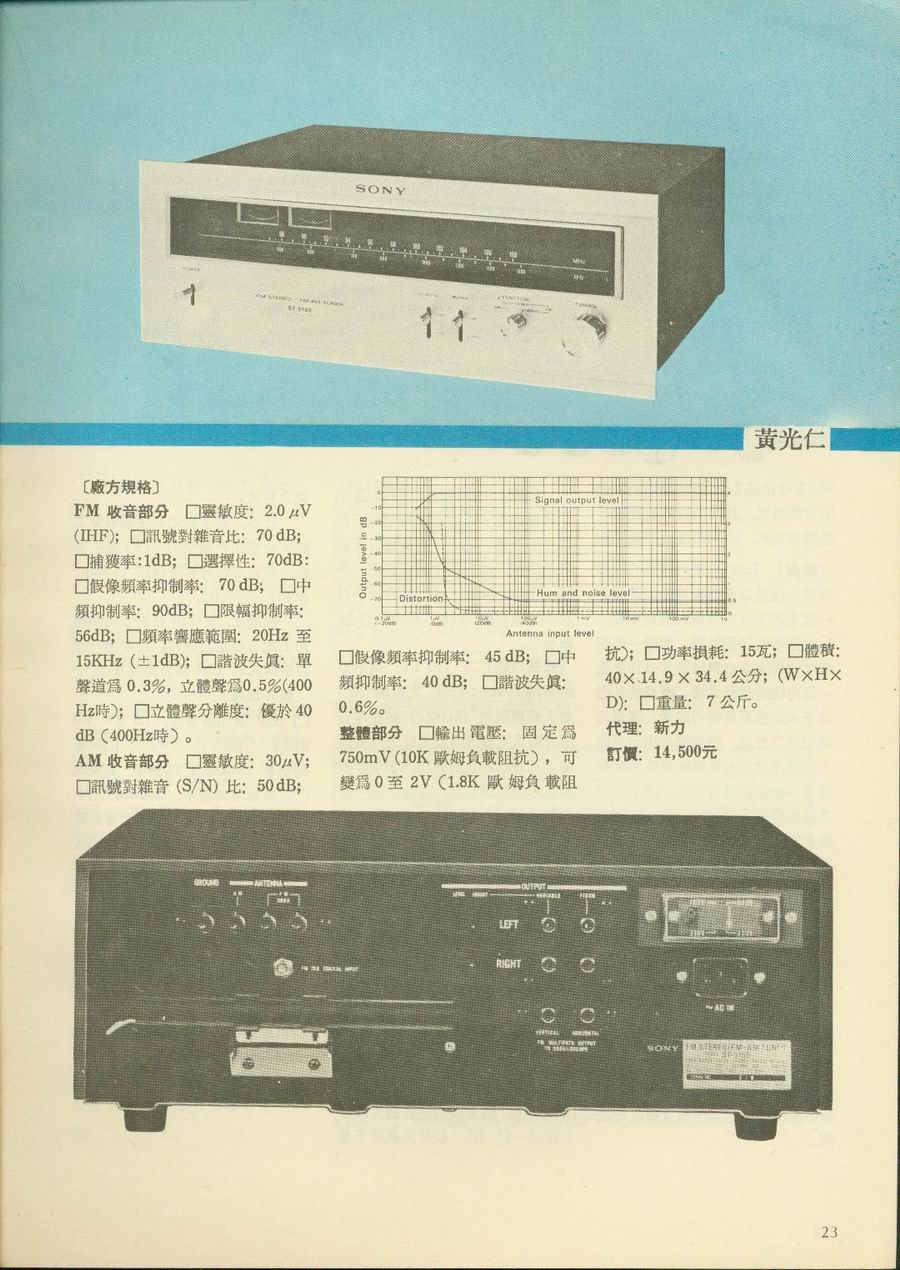 SONY
MHz
kHz
POWER
FM STEREO / FM-AM TUNER
ST-5150
FUNCTION
TUNING
黃光仁
〔廠方規格〕
FM 收音部分　□靈敏度: 2.0 μV
(IHF); □訊號對雜音比: 70 dB;
□捕獲率:1dB; □選擇性: 70dB:
□假像頻率抑制率: 70 dB; □中
頻抑制率: 90dB; □限幅抑制率:
56dB; □頻率響應範圍: 20Hz 至
15KHz (±1dB); □諧波失眞: 單
聲道爲 0.3%, 立體聲爲0.5%(400
Hz時); □立體聲分離度: 優於 40
dB (400Hz時) 。
AM 收音部分　□靈敏度: 30μV;
□訊號對雜音 (S/N) 比: 50 dB;
Signal output level
Output level in dB
Distortion
Hum and noise level
Antenna input level
□假像頻率抑制率: 45 dB; □中
頻抑制率: 40 dB; □諧波失眞:
0.6%。
整體部分　□輸出電壓: 固定爲
750mV (10K 歐姆負載阻抗) , 可
變爲 0 至 2V (1.8K 歐姆負載阻
抗); □功率損耗: 15瓦; □體積:
40×14.9×34.4 公分; (W×H×
D): □重量: 7 公斤。
代理: 新力
訂價: 14,500元
GROUND
ANTENNA
FM 75Ω COAXIAL INPUT
OUTPUT
VARIABLE
FIXED
LEFT
RIGHT
VERTICAL HORIZONTAL
FM MULTIPATH OUTPUT
TO OSCILLOSCOPE
~ AC IN
SONY
FM STEREO/FM-AM TUNER
ST-5150
23